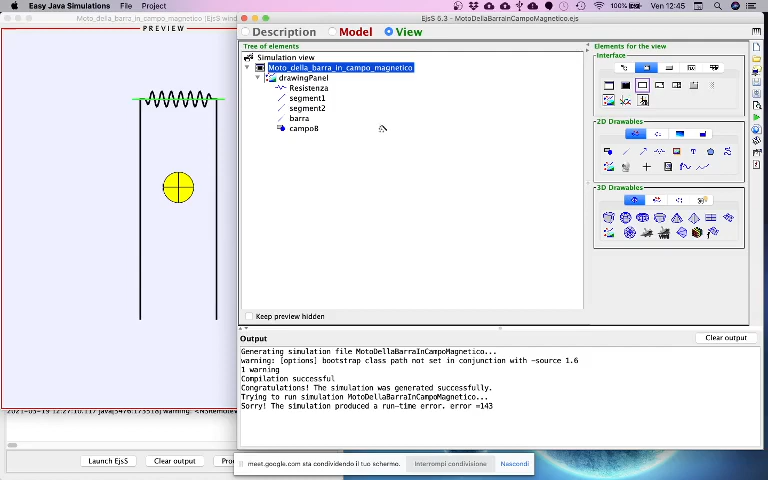 Easy Java Simulations File Project
100% Ven 12:45
Moto_della_barra_in_campo_magnetico (EjsS-wind
EjsS 5.3 - MotoDellaBarraInCampoMagnetico.ejs
PREVIEW
Description Model View
Tree of elements
Elements for the view
Simulation view
Moto_della_barra_in_campo_magnetico
drawingPanel
Resistenza
segment1
segment2
barra
campoB
Interface
2D Drawables
3D Drawables
Keep preview hidden
Output
Clear output
Generating simulation file MotoDellaBarraInCampoMagnetico...
warning: [options] bootstrap class path not set in conjunction with -source 1.6
1 warning
Compilation successful
Congratulations! The simulation was generated successfully.
Trying to run simulation MotoDellaBarraInCampoMagnetico...
Sorry! The simulation produced a run-time error. error =143
Launch EjsS Clear output
meet.google.com sta condividendo il tuo schermo. Interrompi condivisione Nascondi